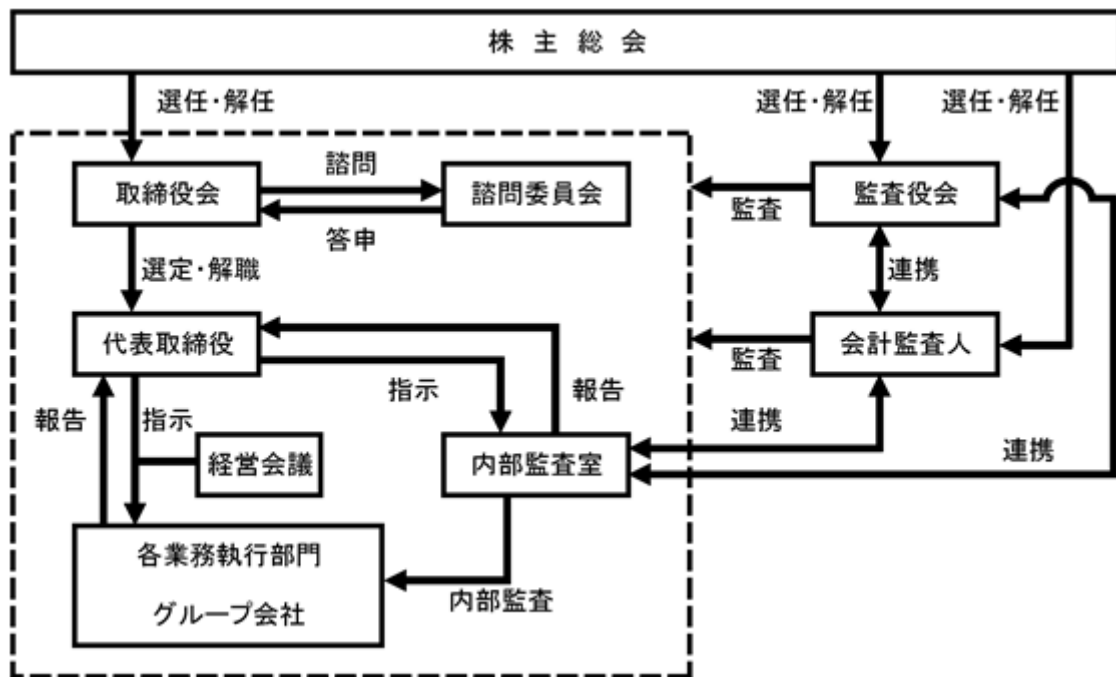 株主総会
選任・解任
選任・解任
選任・解任
取締役会
諮問
諮問委員会
答申
監査
監査役会
選定・解職
連携
代表取締役
監査
会計監査人
指示
報告
報告
指示
連携
経営会議
内部監査室
連携
各業務執行部門
グループ会社
内部監査